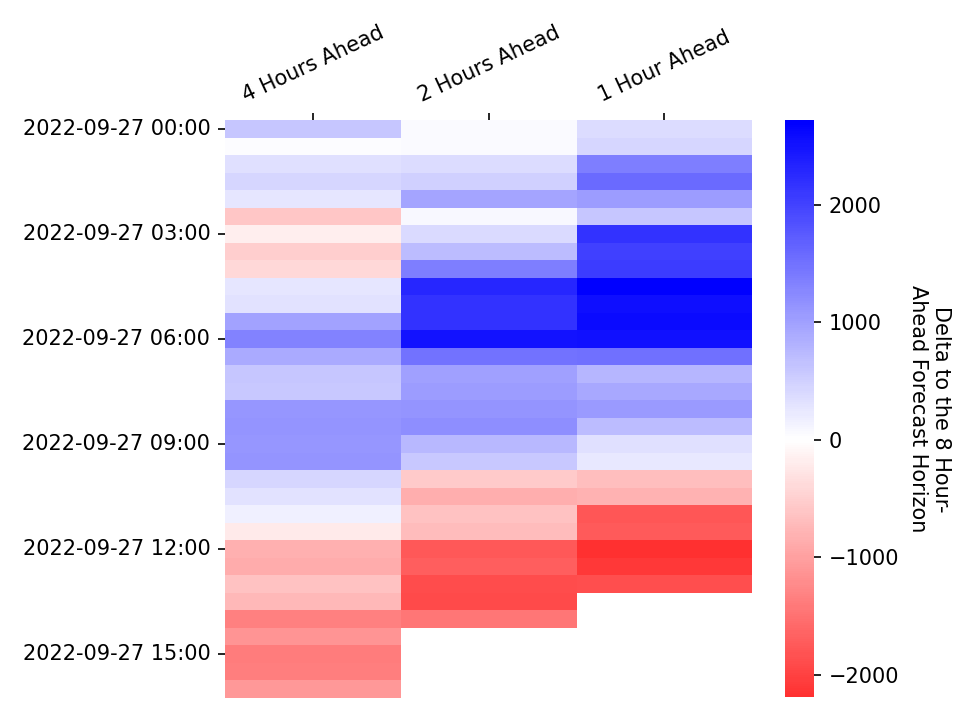 4 Hours Ahead
2 Hours Ahead
1 Hour Ahead
2022-09-27 00:00
2022-09-27 03:00
2022-09-27 06:00
2022-09-27 09:00
2022-09-27 12:00
2022-09-27 15:00
2000
1000
0
−1000
−2000
Delta to the 8 Hour-
Ahead Forecast Horizon